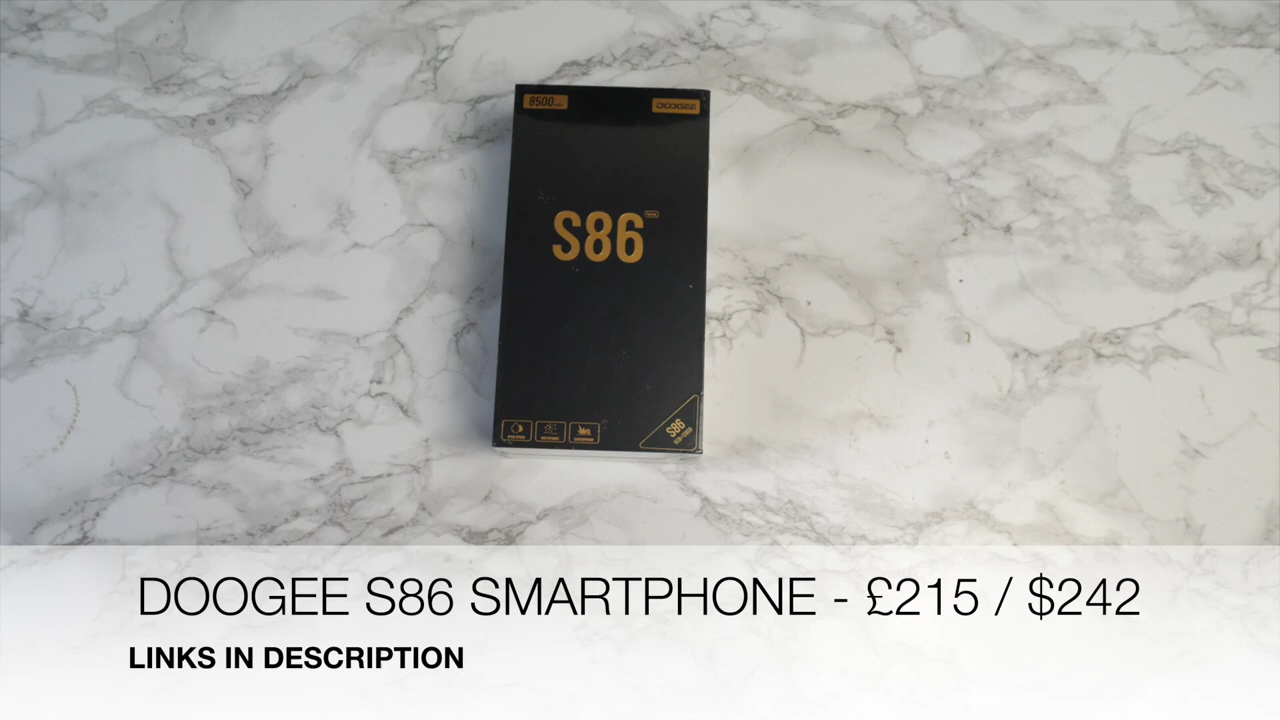 8500
DOOGEE
S86
S86
DOOGEE S86 SMARTPHONE - £215 / $242
LINKS IN DESCRIPTION